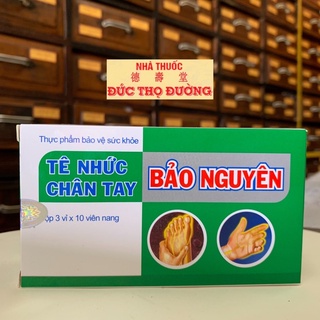 NHÀ THUỐC
德壽堂
ĐỨC THỌ ĐƯỜNG
Thực phẩm bảo vệ sức khỏe
TÊ NHỨC
CHÂN TAY
BẢO NGUYÊN
3 vỉ x 10 viên nang